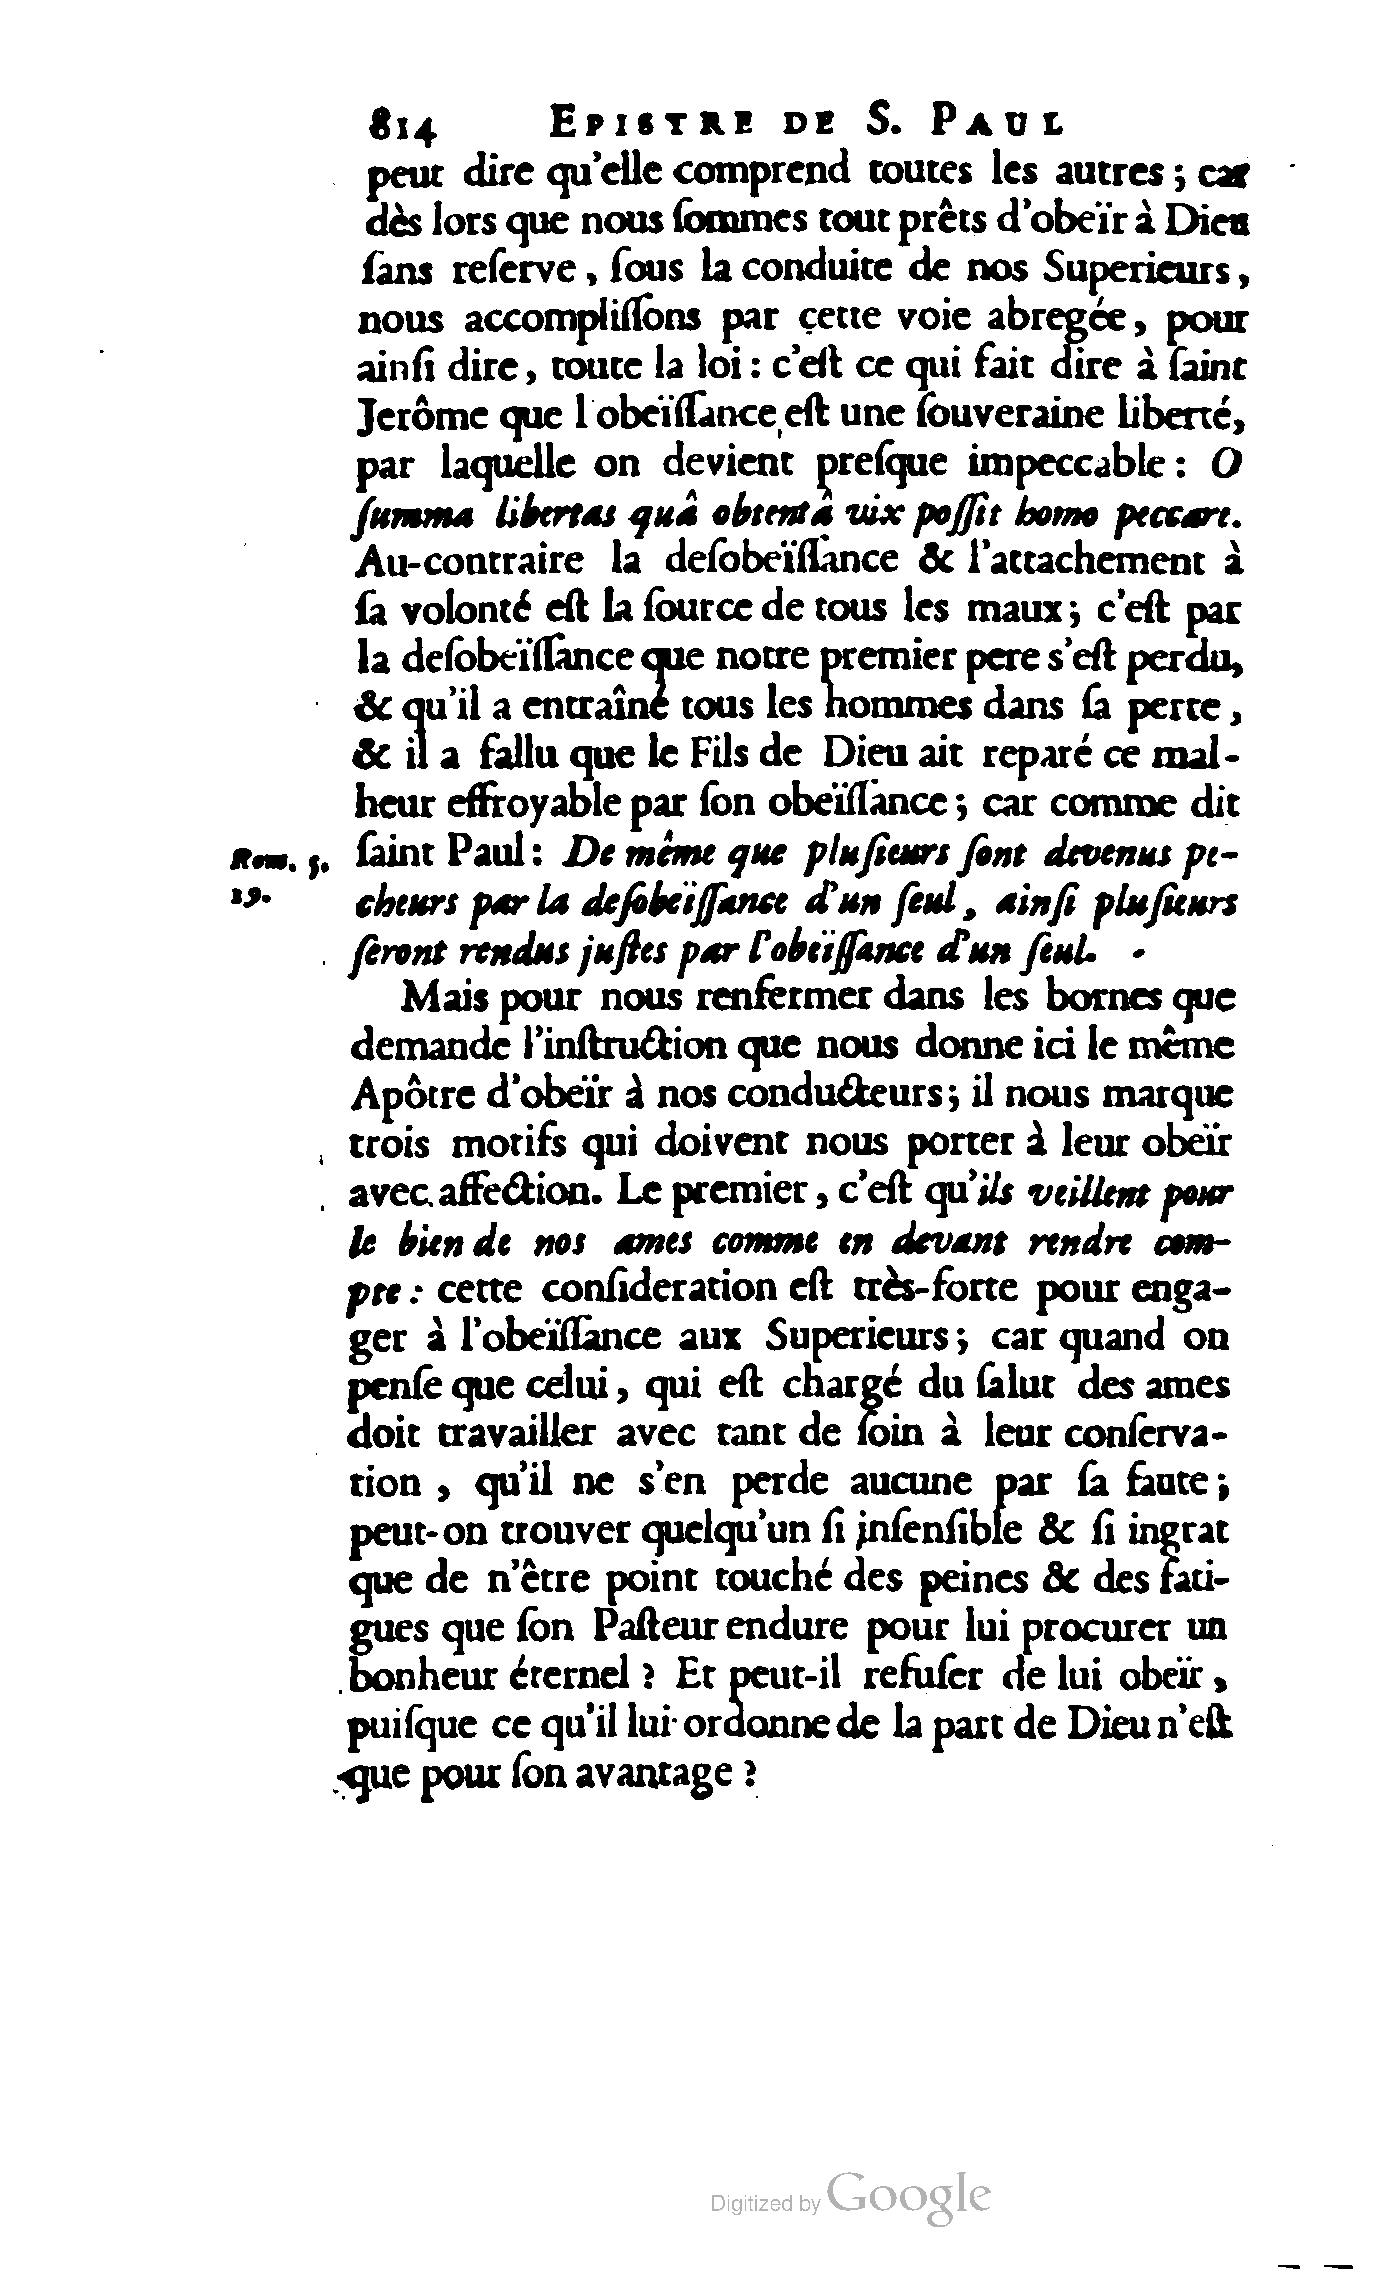 814 EPISTRE DE S. PAUL
peut dire qu'elle comprend toutes les autres ; car
dès lors que nous ſommes tout prêts d'obeïr à Dieu
ſans reſerve , ſous la conduite de nos Superieurs ,
nous accompliſſons par cette voie abregée , pour
ainſi dire , toute la loi : c'eſt ce qui fait dire à ſaint
Jerôme que l'obeïſſance eſt une ſouveraine liberté,
par laquelle on devient preſque impeccable : O
ſumma libertas quâ obtentâ vix poſſit homo peccare.
Au-contraire la deſobeïſſance & l'attachement à
ſa volonté eſt la ſource de tous les maux ; c'eſt par
la deſobeïſſance que notre premier pere s'eſt perdu,
& qu'il a entraîné tous les hommes dans ſa perte ,
& il a fallu que le Fils de Dieu ait reparé ce mal-
heur effroyable par ſon obeïſſance ; car comme dit
Rom. 5. ſaint Paul : De même que pluſieurs ſont devenus pe-
19. cheurs par la deſobeïſſance d'un ſeul , ainſi pluſieurs
ſeront rendus juſtes par l'obeïſſance d'un ſeul.
Mais pour nous renfermer dans les bornes que
demande l'inſtruction que nous donne ici le même
Apôtre d'obeïr à nos conducteurs ; il nous marque
trois motifs qui doivent nous porter à leur obeïr
avec affection. Le premier , c'eſt qu'ils veillent pour
le bien de nos ames comme en devant rendre com-
pte : cette conſideration eſt très-forte pour enga-
ger à l'obeïſſance aux Superieurs ; car quand on
penſe que celui , qui eſt chargé du ſalut des ames
doit travailler avec tant de ſoin à leur conſerva-
tion , qu'il ne s'en perde aucune par ſa faute ;
peut-on trouver quelqu'un ſi inſenſible & ſi ingrat
que de n'être point touché des peines & des fati-
gues que ſon Paſteur endure pour lui procurer un
bonheur éternel ? Et peut-il refuſer de lui obeïr ,
puiſque ce qu'il lui ordonne de la part de Dieu n'eſt
que pour ſon avantage ?
Digitized by Google